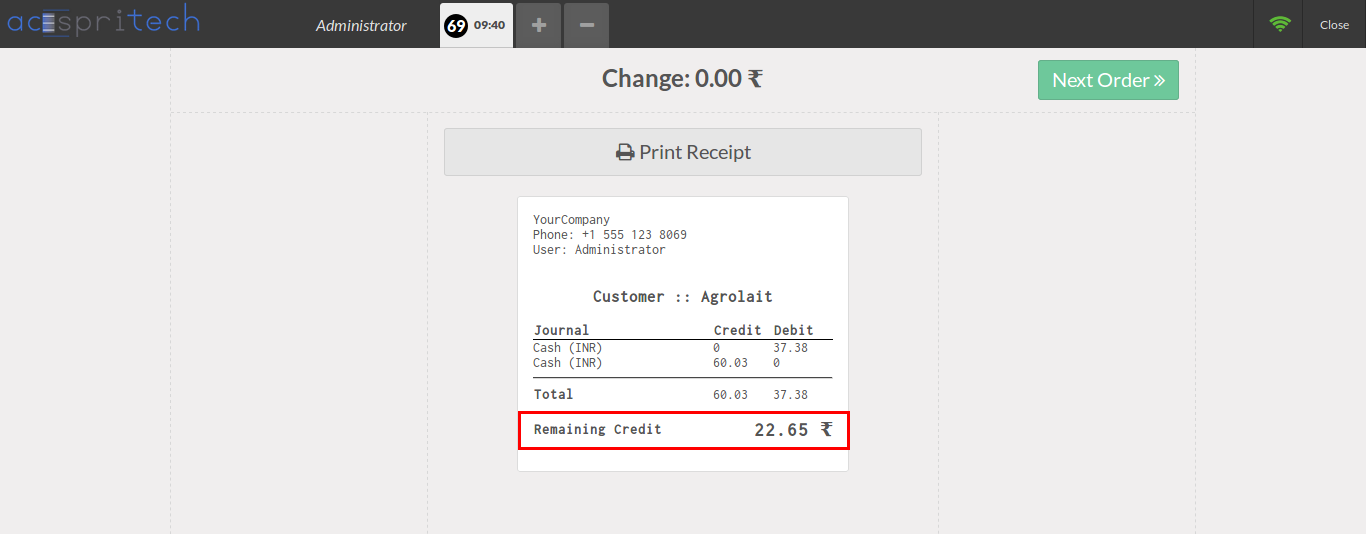 acespritech Administrator 69 09:40 + − Close
Change: 0.00 ₹ Next Order »
Print Receipt
YourCompany
Phone: +1 555 123 8069
User: Administrator
Customer :: Agrolait
Journal Credit Debit
Cash (INR) 0 37.38
Cash (INR) 60.03 0
Total 60.03 37.38
Remaining Credit 22.65 ₹